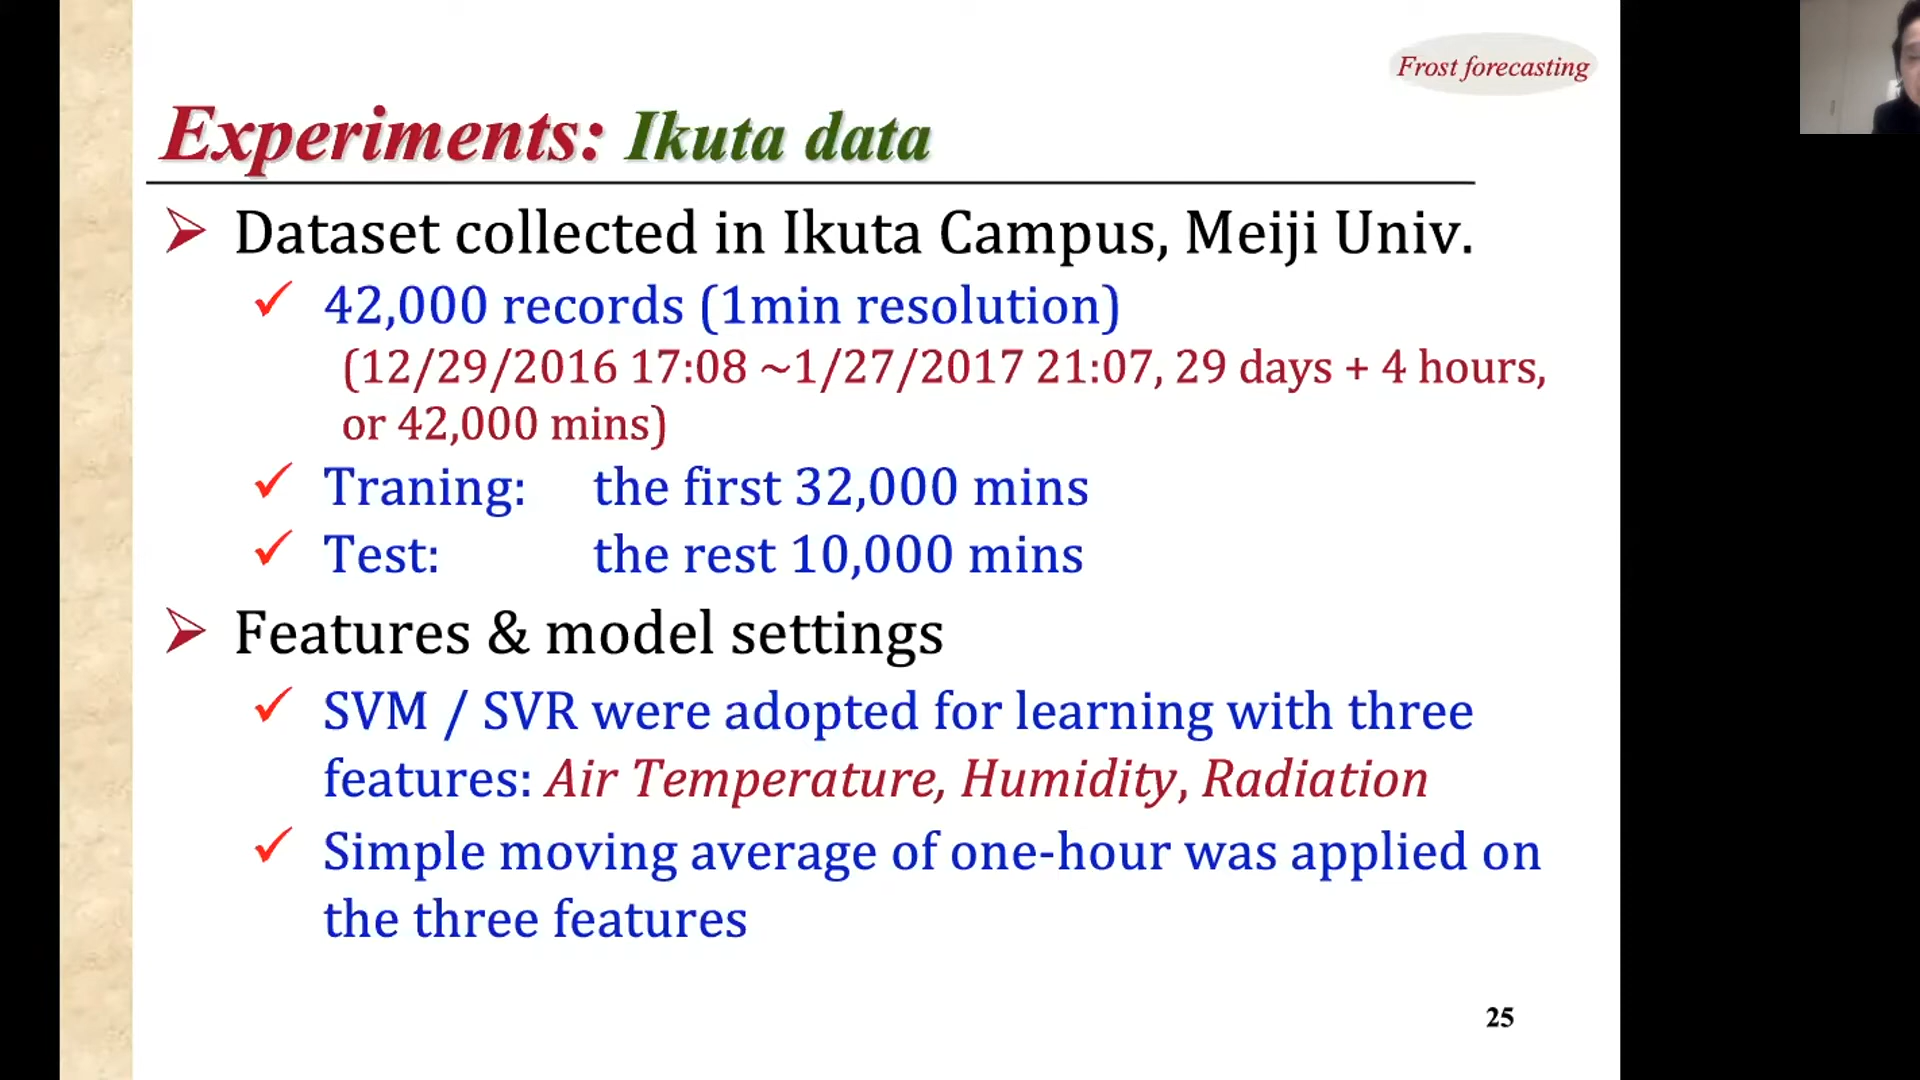 Frost forecasting
Experiments: Ikuta data
Dataset collected in Ikuta Campus, Meiji Univ.
42,000 records (1min resolution)
(12/29/2016 17:08 ~1/27/2017 21:07, 29 days + 4 hours,
or 42,000 mins)
Traning: the first 32,000 mins
Test: the rest 10,000 mins
Features & model settings
SVM / SVR were adopted for learning with three
features: Air Temperature, Humidity, Radiation
Simple moving average of one-hour was applied on
the three features
25